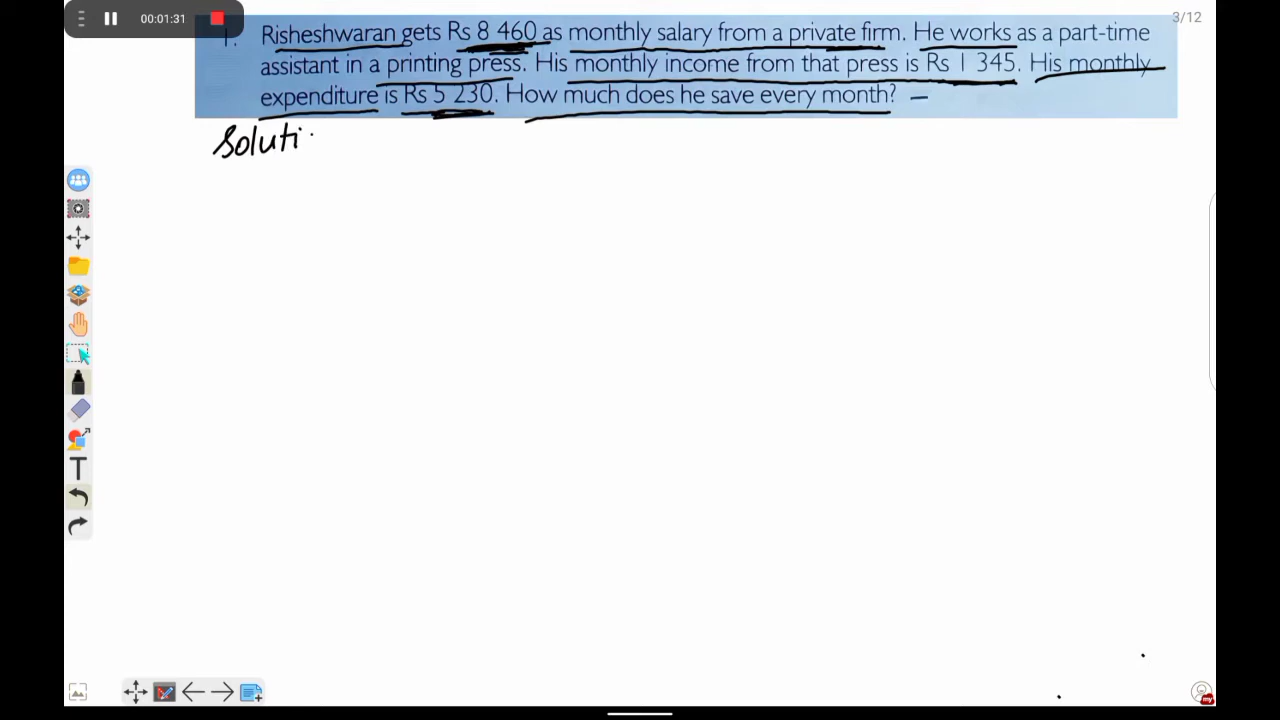 00:01:31
3/12
1. Risheshwaran gets Rs 8 460 as monthly salary from a private firm. He works as a part-time
assistant in a printing press. His monthly income from that press is Rs 1 345. His monthly
expenditure is Rs 5 230. How much does he save every month?
Soluti
T
my